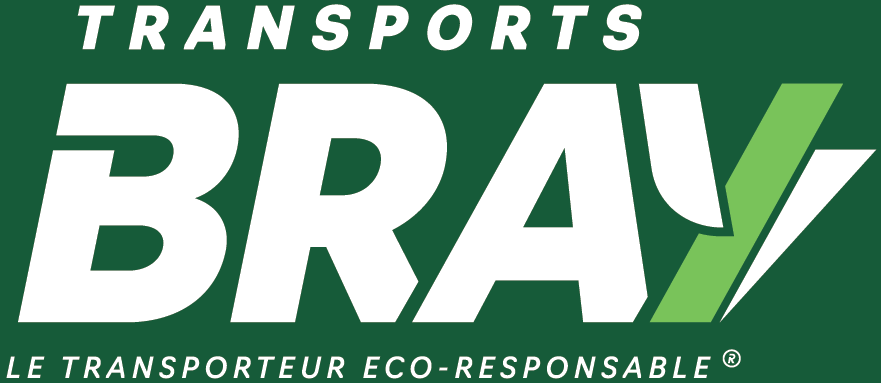 TRANSPORTS
BRAY
LE TRANSPORTEUR ECO-RESPONSABLE ®